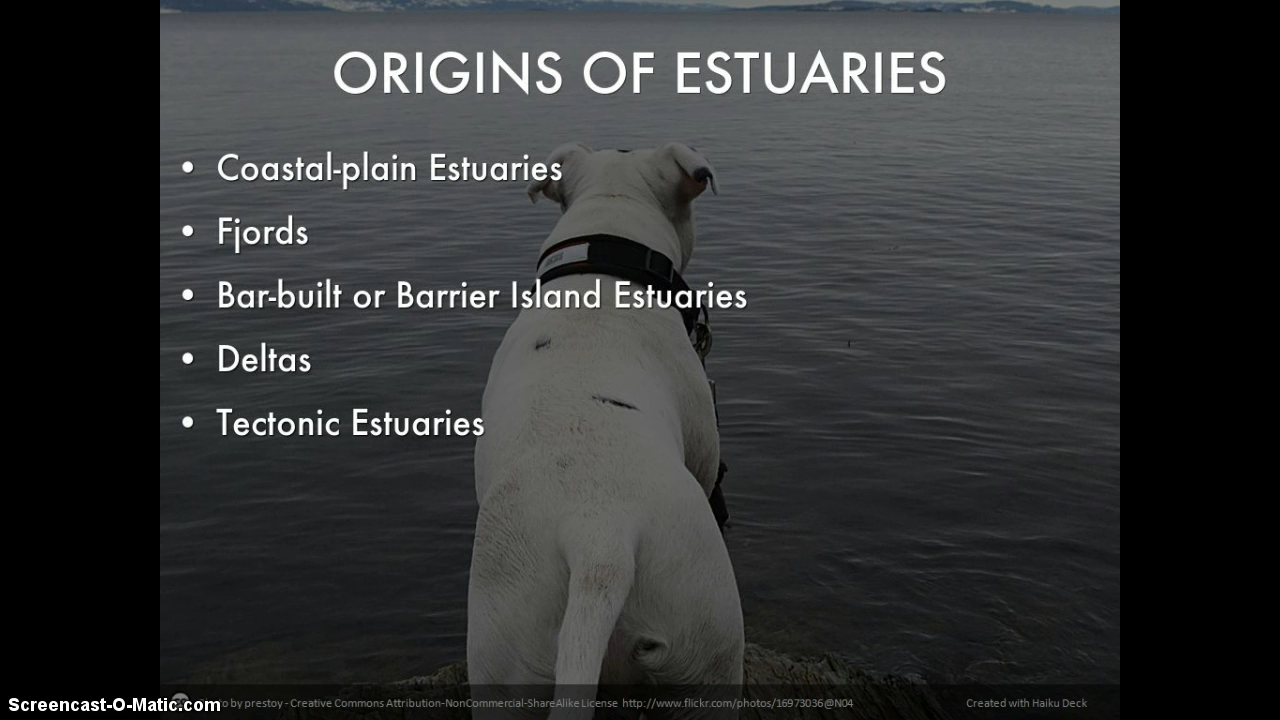 ORIGINS OF ESTUARIES
• Coastal-plain Estuaries
• Fjords
• Bar-built or Barrier Island Estuaries
• Deltas
• Tectonic Estuaries
by prestoy - Creative Commons Attribution-NonCommercial-ShareAlike License http://www.flickr.com/photos/16973036@N04 Created with Haiku Deck
Screencast-O-Matic.com